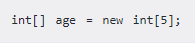 int[] age = new int[5];